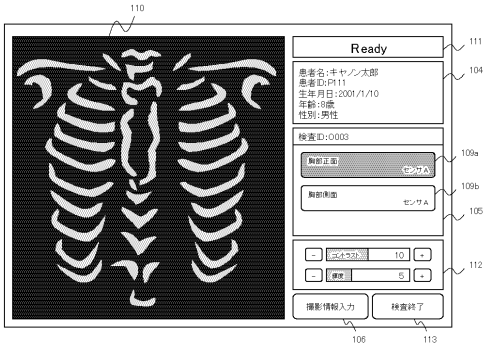 110
Ready
111
患者名:キヤノン太郎
患者ID:P111
生年月日:2001/1/10
年齢:8歳
性別:男性
104
検査ID:0003
胸部正面
センサA
109a
胸部側面
センサA
109b
105
- コントラスト 10 +
- 輝度 5 +
112
撮影情報入力
検査終了
106
113